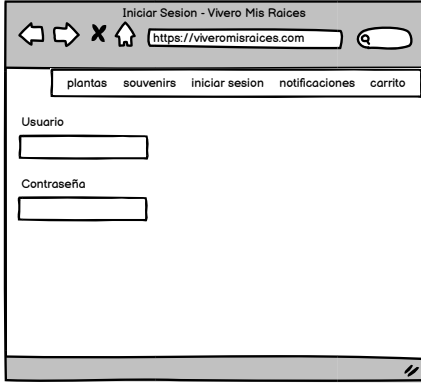 Iniciar Sesion - Vivero Mis Raices
https://viveromisraices.com
plantas souvenirs iniciar sesion notificaciones carrito
Usuario
Contraseña